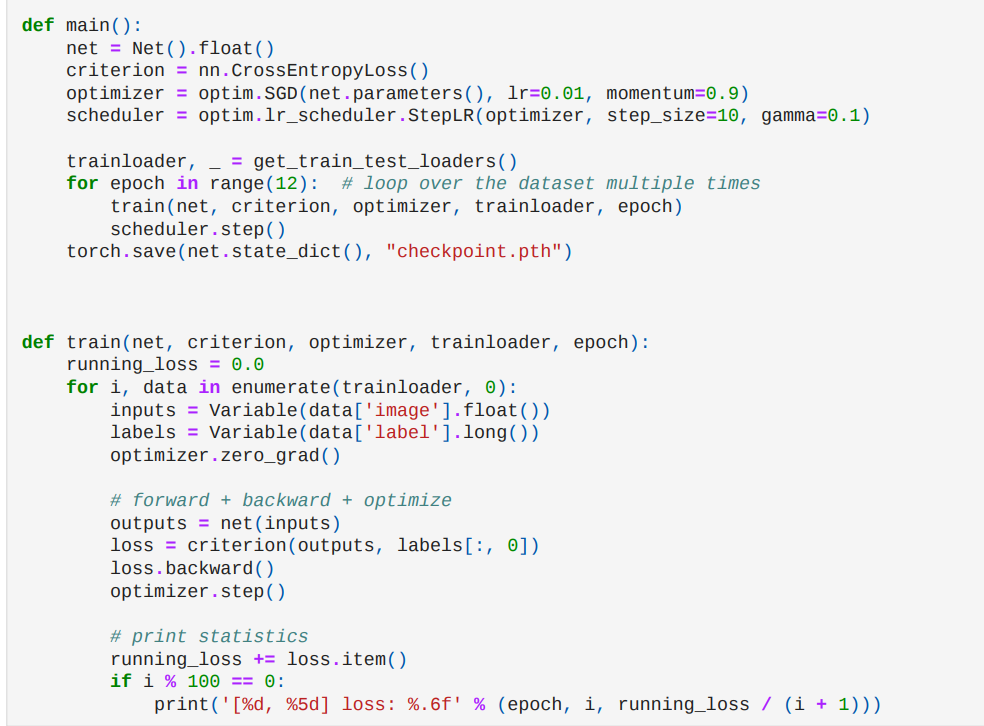 def main():
    net = Net().float()
    criterion = nn.CrossEntropyLoss()
    optimizer = optim.SGD(net.parameters(), lr=0.01, momentum=0.9)
    scheduler = optim.lr_scheduler.StepLR(optimizer, step_size=10, gamma=0.1)

    trainloader, _ = get_train_test_loaders()
    for epoch in range(12):  # loop over the dataset multiple times
        train(net, criterion, optimizer, trainloader, epoch)
        scheduler.step()
    torch.save(net.state_dict(), "checkpoint.pth")

def train(net, criterion, optimizer, trainloader, epoch):
    running_loss = 0.0
    for i, data in enumerate(trainloader, 0):
        inputs = Variable(data['image'].float())
        labels = Variable(data['label'].long())
        optimizer.zero_grad()

        # forward + backward + optimize
        outputs = net(inputs)
        loss = criterion(outputs, labels[:, 0])
        loss.backward()
        optimizer.step()

        # print statistics
        running_loss += loss.item()
        if i % 100 == 0:
            print('[%d, %5d] loss: %.6f' % (epoch, i, running_loss / (i + 1)))